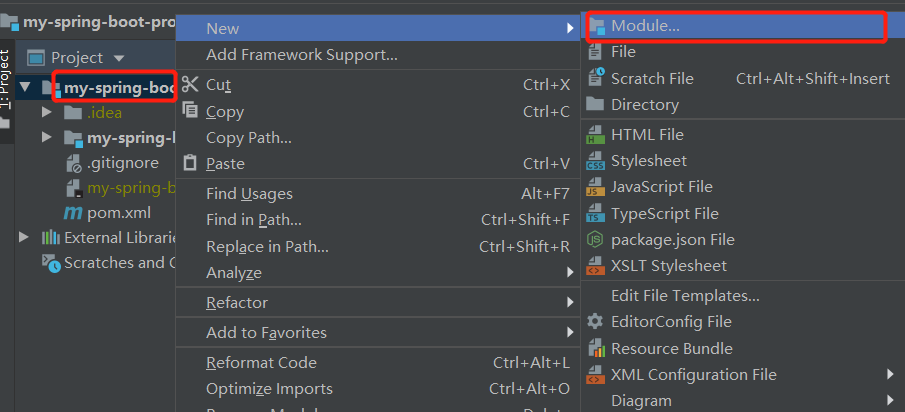 my-spring-boot-pro
1: Project
Project
my-spring-boo
.idea
my-spring-b
.gitignore
my-spring-b
pom.xml
External Librarie
Scratches and C
New
Add Framework Support...
Cut Ctrl+X
Copy Ctrl+C
Copy Path...
Paste Ctrl+V
Find Usages Alt+F7
Find in Path... Ctrl+Shift+F
Replace in Path... Ctrl+Shift+R
Analyze
Refactor
Add to Favorites
Reformat Code Ctrl+Alt+L
Optimize Imports Ctrl+Alt+O
Module...
File
Scratch File Ctrl+Alt+Shift+Insert
Directory
HTML File
Stylesheet
JavaScript File
TypeScript File
package.json File
XSLT Stylesheet
Edit File Templates...
EditorConfig File
Resource Bundle
XML Configuration File
Diagram